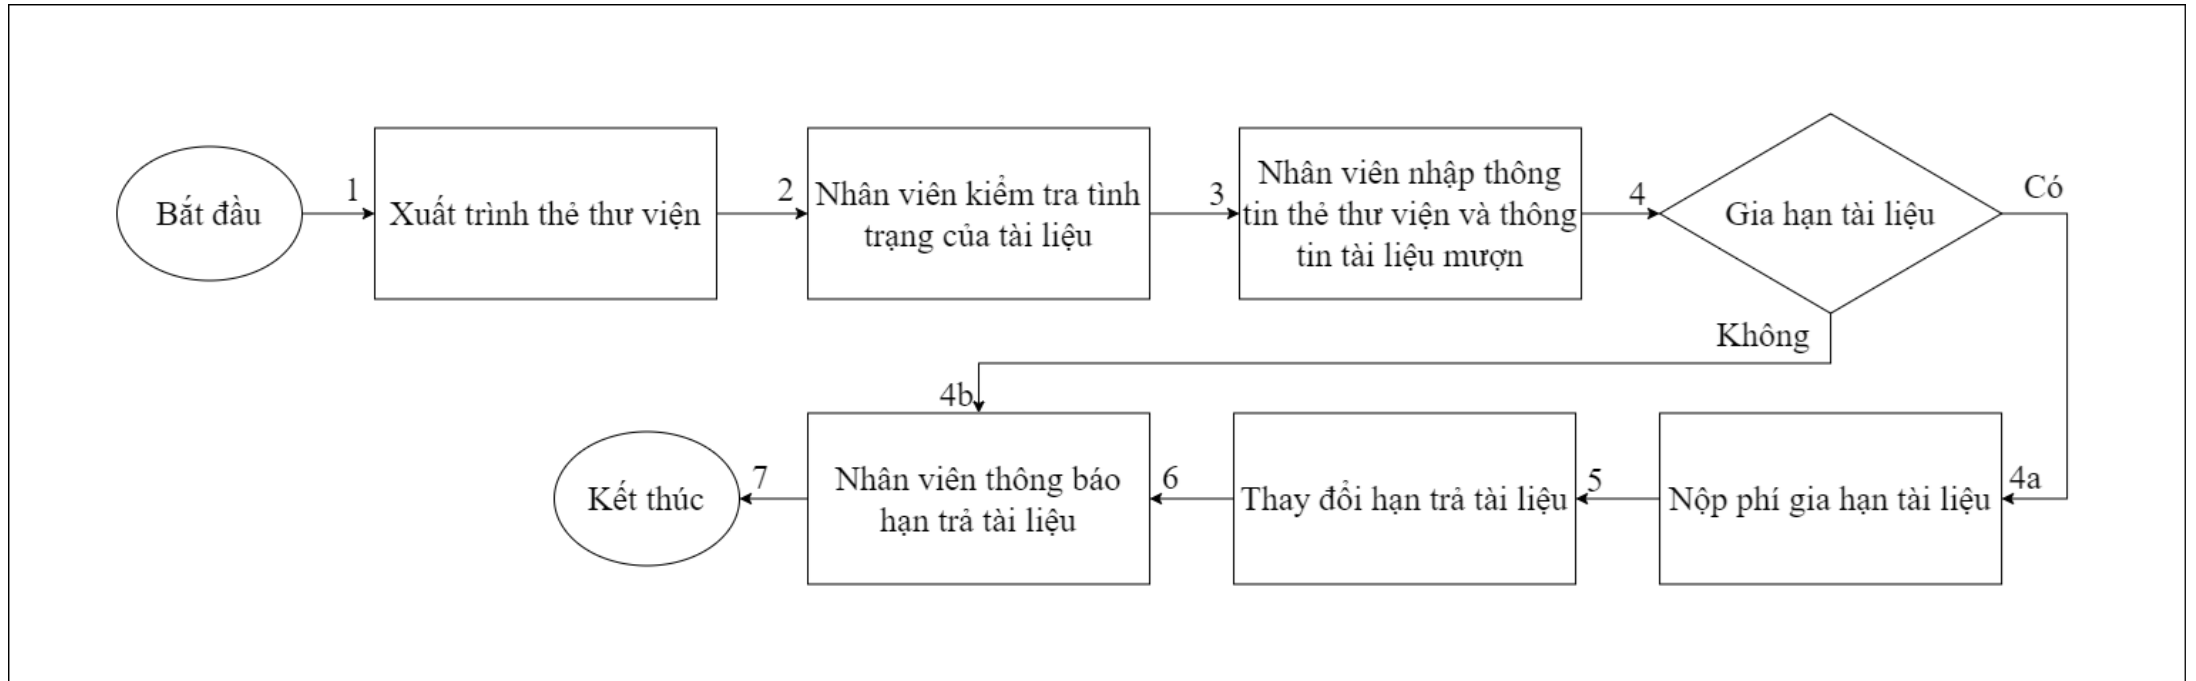 Bắt đầu
1
Xuất trình thẻ thư viện
2
Nhân viên kiểm tra tình
trạng của tài liệu
3
Nhân viên nhập thông
tin thẻ thư viện và thông
tin tài liệu mượn
4
Gia hạn tài liệu
Có
Không
4b
Kết thúc
7
Nhân viên thông báo
hạn trả tài liệu
6
Thay đổi hạn trả tài liệu
5
Nộp phí gia hạn tài liệu
4a